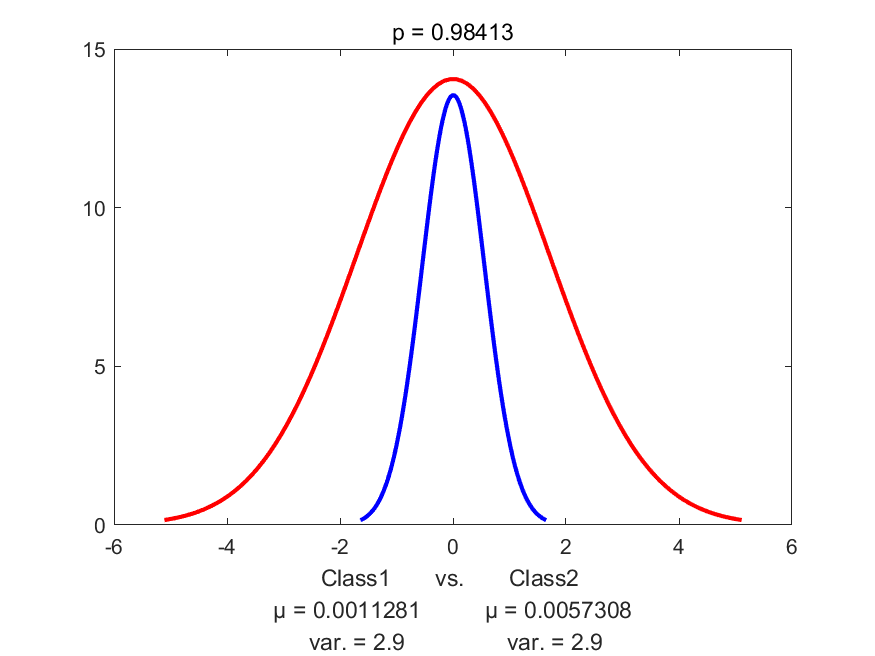 p = 0.98413
15
10
5
0
-6 -4 -2 0 2 4 6
Class1 vs. Class2
μ = 0.0011281 μ = 0.0057308
var. = 2.9 var. = 2.9